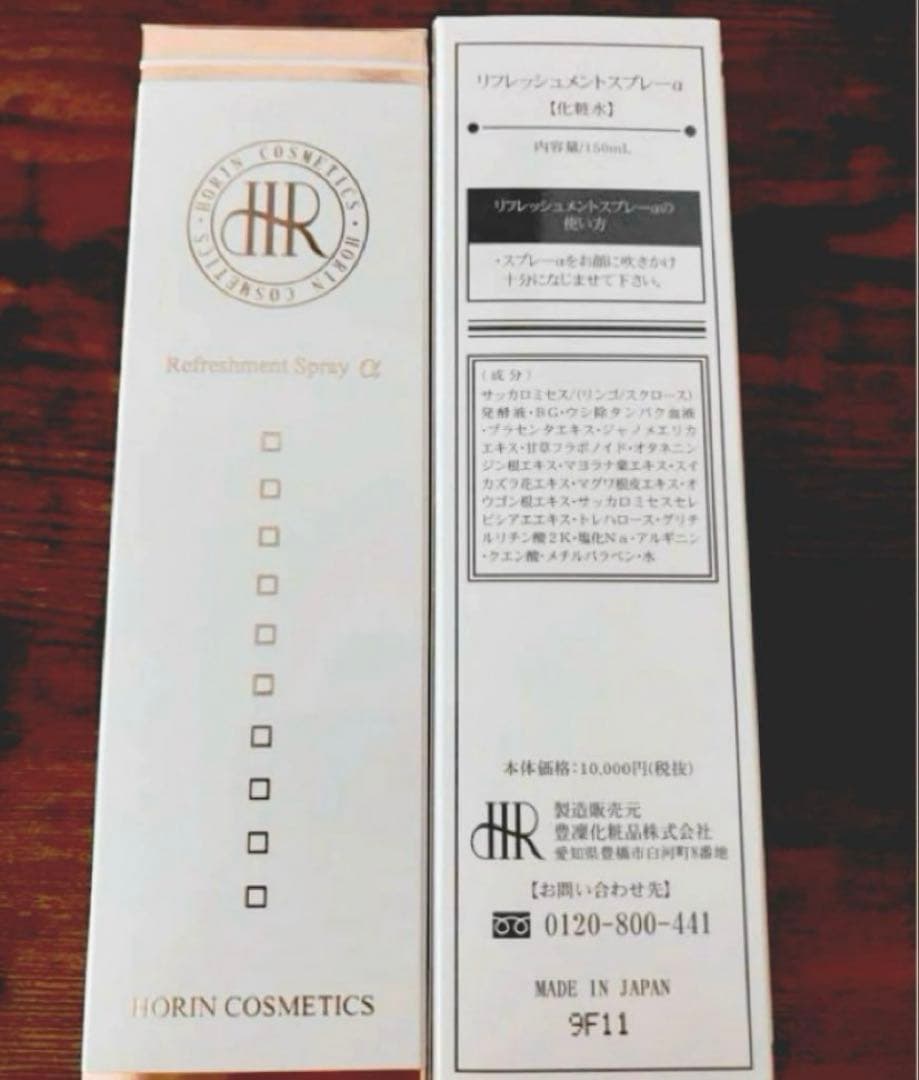 HORIN COSMETICS・HORIN COSMETICS・
HR
Refreshment Spray α
□
□
□
□
□
□
□
□
□
□
HORIN COSMETICS
リフレッシュメントスプレーα
【化粧水】
内容量/150mL
リフレッシュメントスプレーαの
使い方
・スプレーαをお顔に吹きかけ
十分になじませて下さい。
(成分)
サッカロミセス/(リンゴ/スクロース)
発酵液・BG・ウシ除タンパク血液
・プラセンタエキス・ジャノメエリカ
エキス・甘草フラボノイド・オタネニン
ジン根エキス・マヨラナ葉エキス・スイ
カズラ花エキス・マグワ根皮エキス・オ
ウゴン根エキス・サッカロミセスセレ
ビシアエエキス・トレハロース・グリチ
ルリチン酸2K・塩化Na・アルギニン
・クエン酸・メチルパラベン・水
本体価格:10,000円(税抜)
HR
製造販売元
豊凜化粧品株式会社
愛知県豊橋市白河町8番地
【お問い合わせ先】
0120-800-441
MADE IN JAPAN
9F11